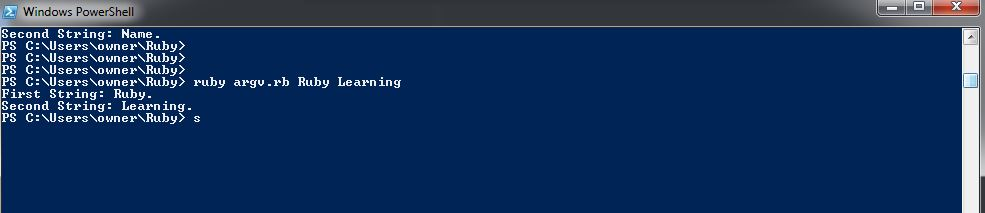 Windows PowerShell
Second String: Name.
PS C:\Users\owner\Ruby>
PS C:\Users\owner\Ruby>
PS C:\Users\owner\Ruby>
PS C:\Users\owner\Ruby> ruby argv.rb Ruby Learning
First String: Ruby.
Second String: Learning.
PS C:\Users\owner\Ruby> s